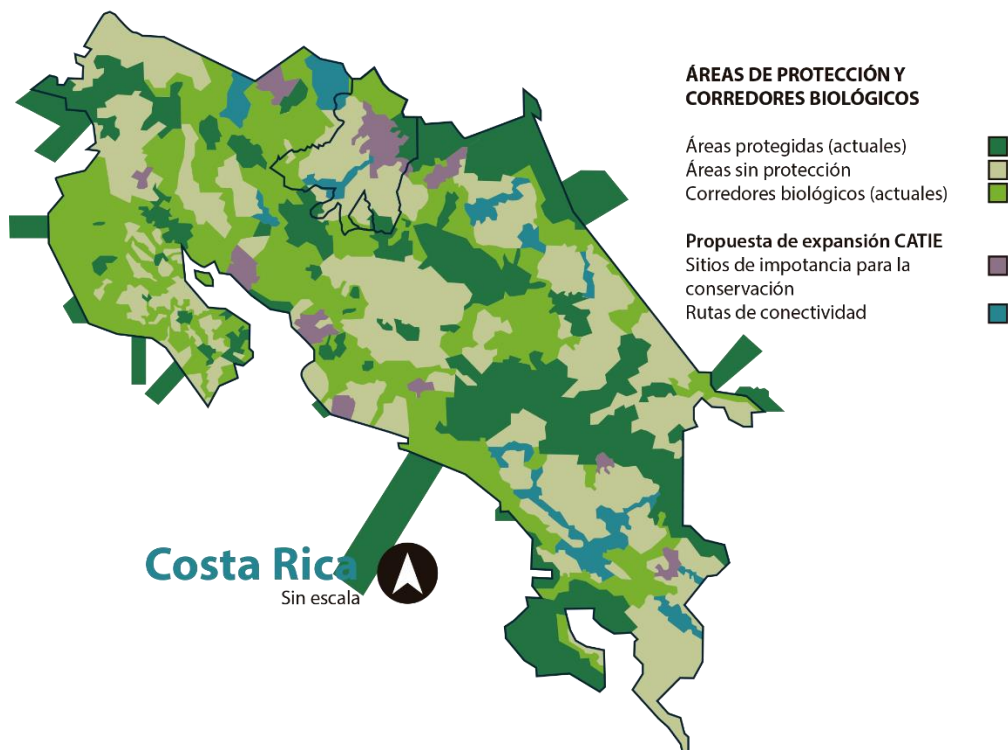 ÁREAS DE PROTECCIÓN Y
CORREDORES BIOLÓGICOS
Áreas protegidas (actuales)
Áreas sin protección
Corredores biológicos (actuales)
Propuesta de expansión CATIE
Sitios de impotancia para la
conservación
Rutas de conectividad
Costa Rica
Sin escala